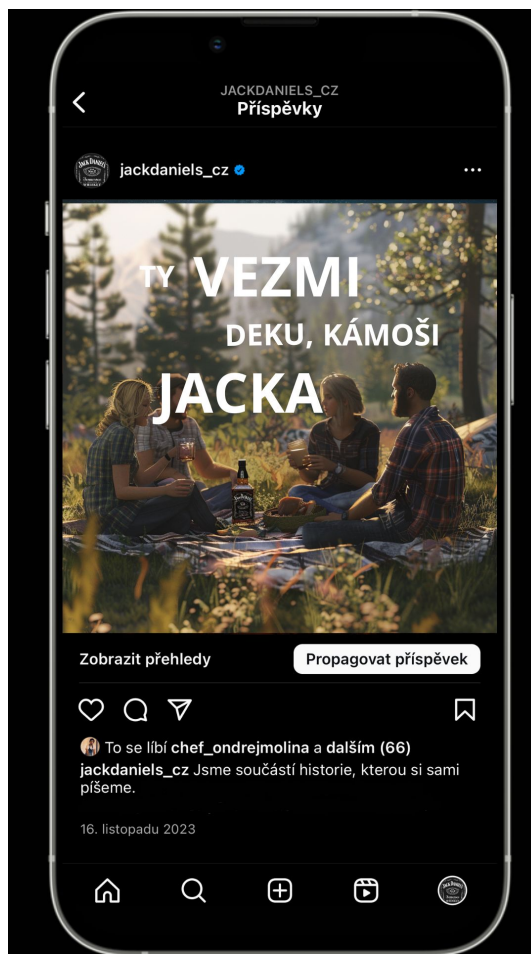 JACKDANIELS_CZ
Příspěvky
jackdaniels_cz
TY VEZMI
DEKU, KÁMOŠI
JACKA
Zobrazit přehledy
Propagovat příspěvek
To se líbí chef_ondrejmolina a dalším (66)
jackdaniels_cz Jsme součástí historie, kterou si sami
píšeme.
16. listopadu 2023